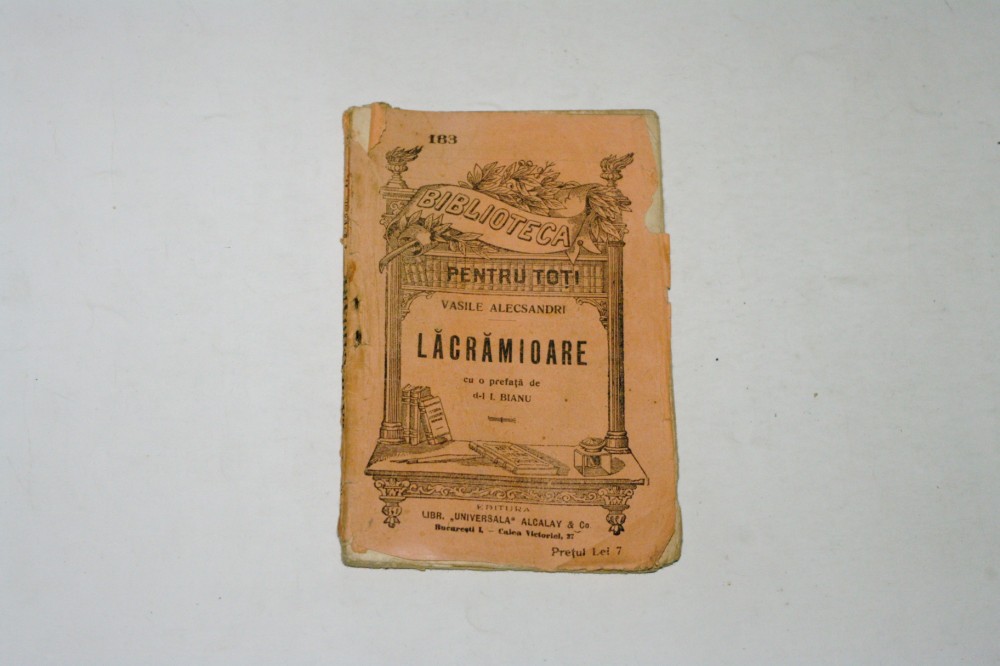 183
BIBLIOTECA
PENTRU TOȚI
VASILE ALECSANDRI
LĂCRĂMIOARE
cu o prefață de
d-l I. BIANU
EDITURA
LIBR. „UNIVERSALA“ ALCALAY & Co.
București I. — Calea Victoriei, 27
Prețul Lei 7